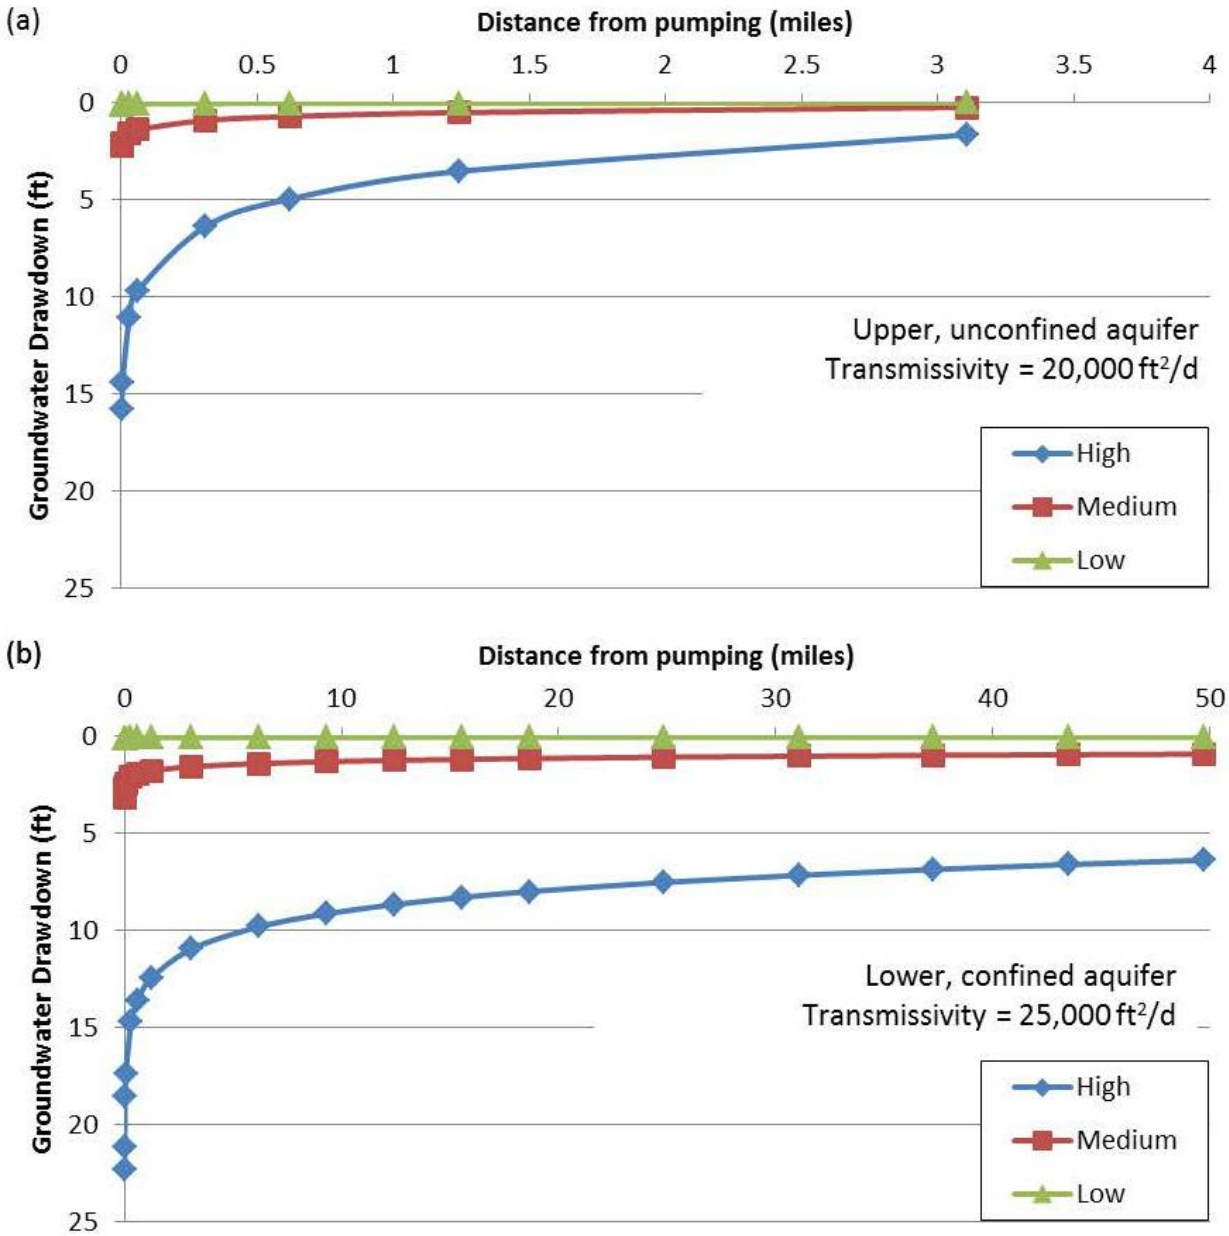 (a)
Distance from pumping (miles)
0 0.5 1 1.5 2 2.5 3 3.5 4
0
5
10
15
20
25
Groundwater Drawdown (ft)
Upper, unconfined aquifer
Transmissivity = 20,000 ft²/d
High
Medium
Low
(b)
Distance from pumping (miles)
0 10 20 30 40 50
0
5
10
15
20
25
Groundwater Drawdown (ft)
Lower, confined aquifer
Transmissivity = 25,000 ft²/d
High
Medium
Low